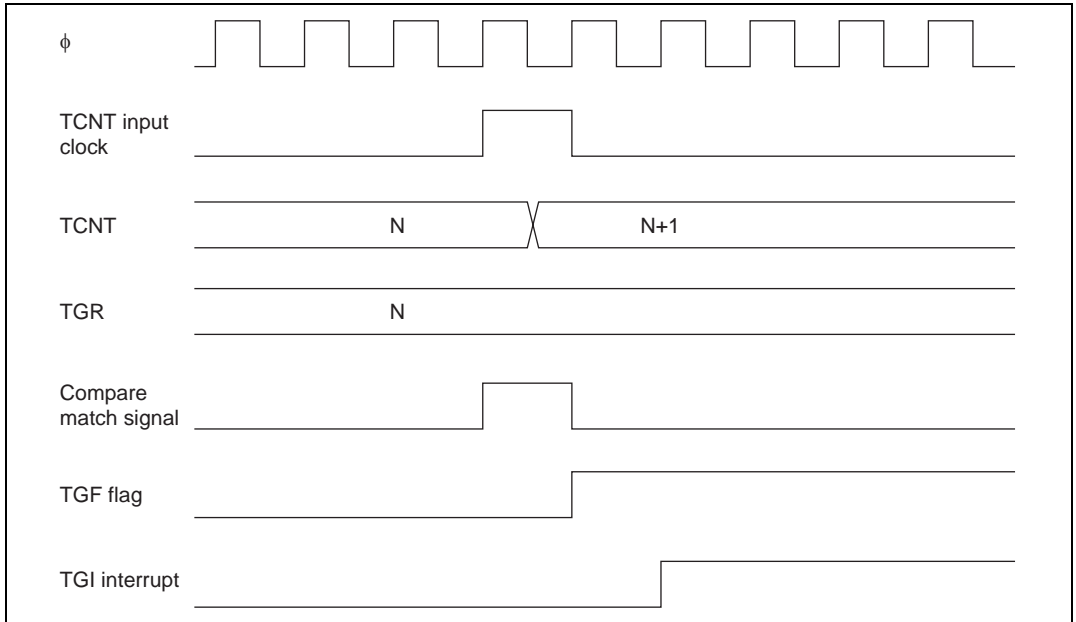 ϕ
TCNT input
clock
TCNT
N
N+1
TGR
N
Compare
match signal
TGF flag
TGI interrupt